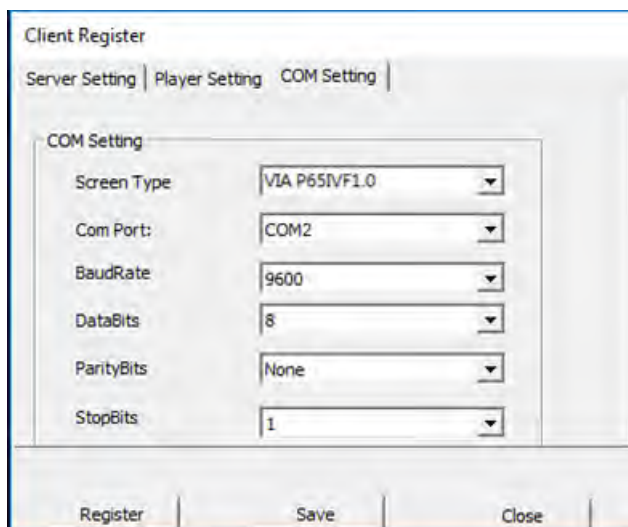 Client Register
Server Setting Player Setting COM Setting
COM Setting
Screen Type VIA P65IVF1.0
Com Port: COM2
BaudRate 9600
DataBits 8
ParityBits None
StopBits 1
Register Save Close